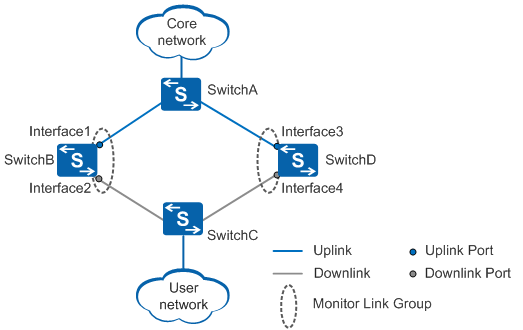 Core
network
SwitchA
S
Interface1
Interface3
SwitchB
S
S
SwitchD
Interface2
Interface4
S
SwitchC
Uplink
Uplink Port
Downlink
Downlink Port
User
network
Monitor Link Group